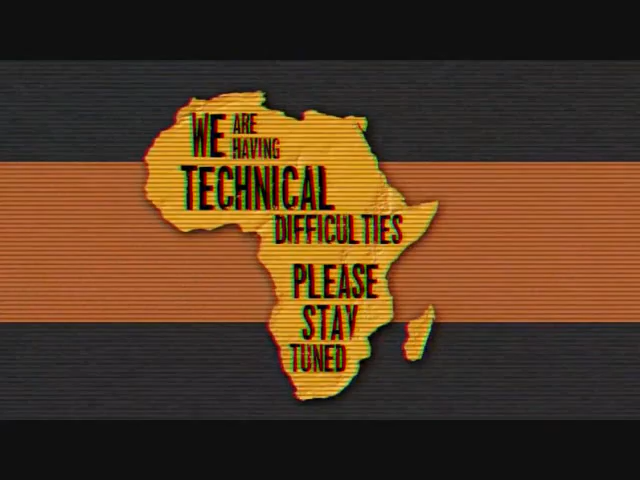 WE ARE
HAVING
TECHNICAL
DIFFICULTIES
PLEASE
STAY
TUNED